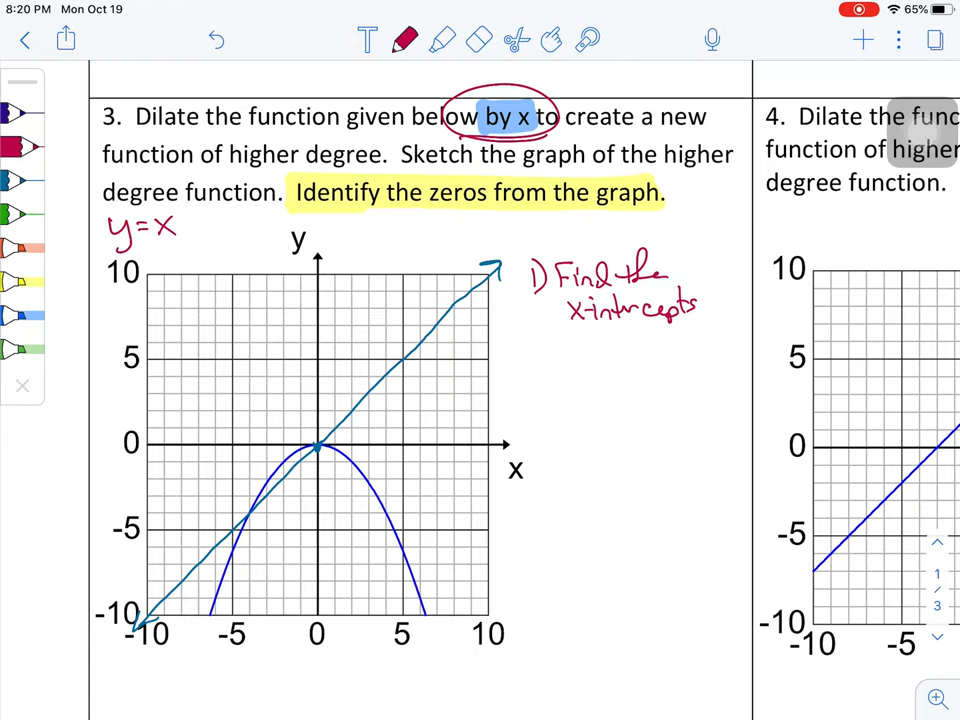 8:20 PM Mon Oct 19
65%
T
3. Dilate the function given below by x to create a new
function of higher degree. Sketch the graph of the higher
degree function. Identify the zeros from the graph.
y=x
y
10
5
0
-5
-10
-10 -5 0 5 10
x
1) Find the
x-intercepts
4. Dilate the func
function of higher
degree function.
10
5
0
-5
-10
-10 -5
1
/
3